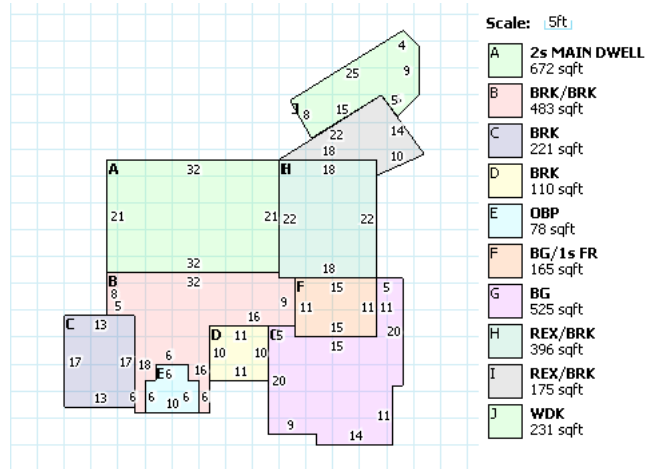 Scale: 5ft
A 2s MAIN DWELL
672 sqft
B BRK/BRK
483 sqft
C BRK
221 sqft
D BRK
110 sqft
E OBP
78 sqft
F BG/1s FR
165 sqft
G BG
525 sqft
H REX/BRK
396 sqft
I REX/BRK
175 sqft
J WDK
231 sqft
4
25
9
J 8
15
5
22
14
18
10
A
32
H
18
21
21
22
22
32
18
B
32
F
15
5
8
5
9
11
11
11
C
13
16
15
20
D
11
5
15
17
17
18
6
10
10
16
E
6
11
20
13
6
6
10
6
6
9
11
14